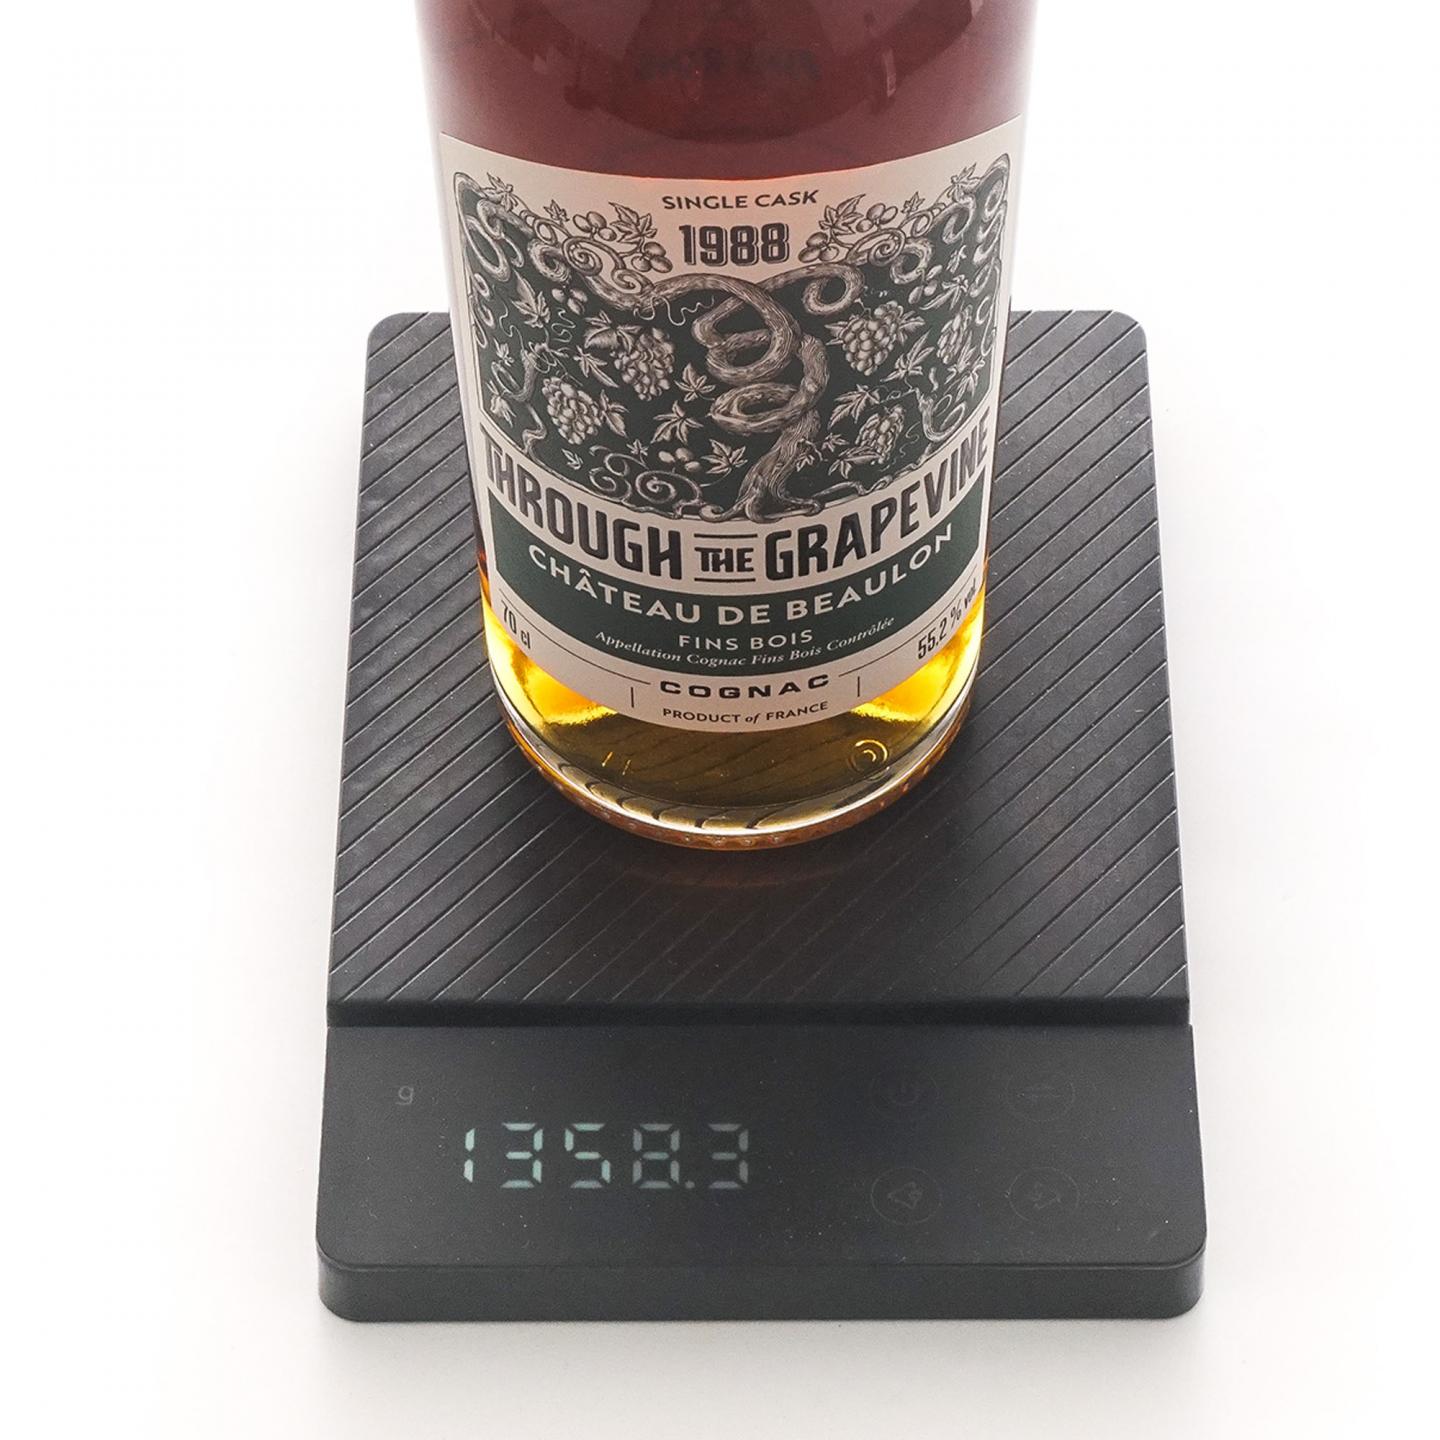 SINGLE CASK
1988
THROUGH THE GRAPEVINE
CHÂTEAU DE BEAULON
70 cl
FINS BOIS
55.2 % vol.
Appellation Cognac Fins Bois Contrôlée
COGNAC
PRODUCT of FRANCE
g
1358.3